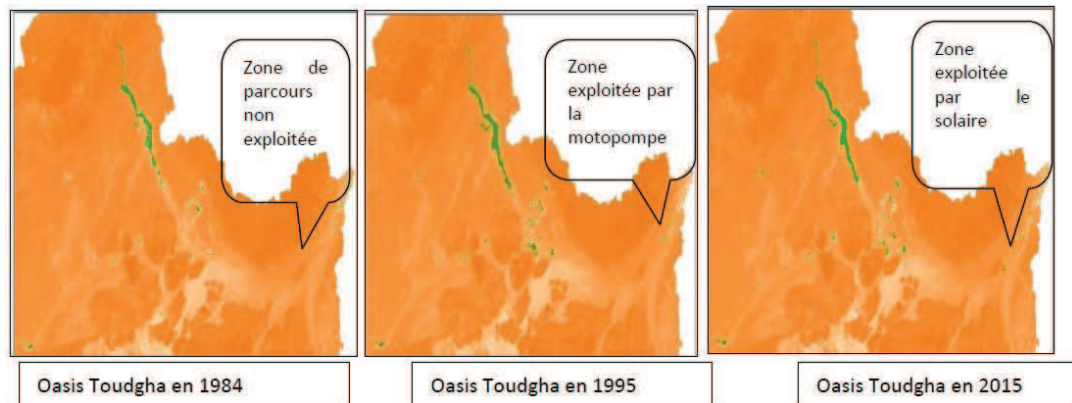 Zone de
parcours
non
exploitée
Zone
exploitée par
la
motopompe
Zone
exploitée
par le
solaire
Oasis Toudgha en 1984
Oasis Toudgha en 1995
Oasis Toudgha en 2015